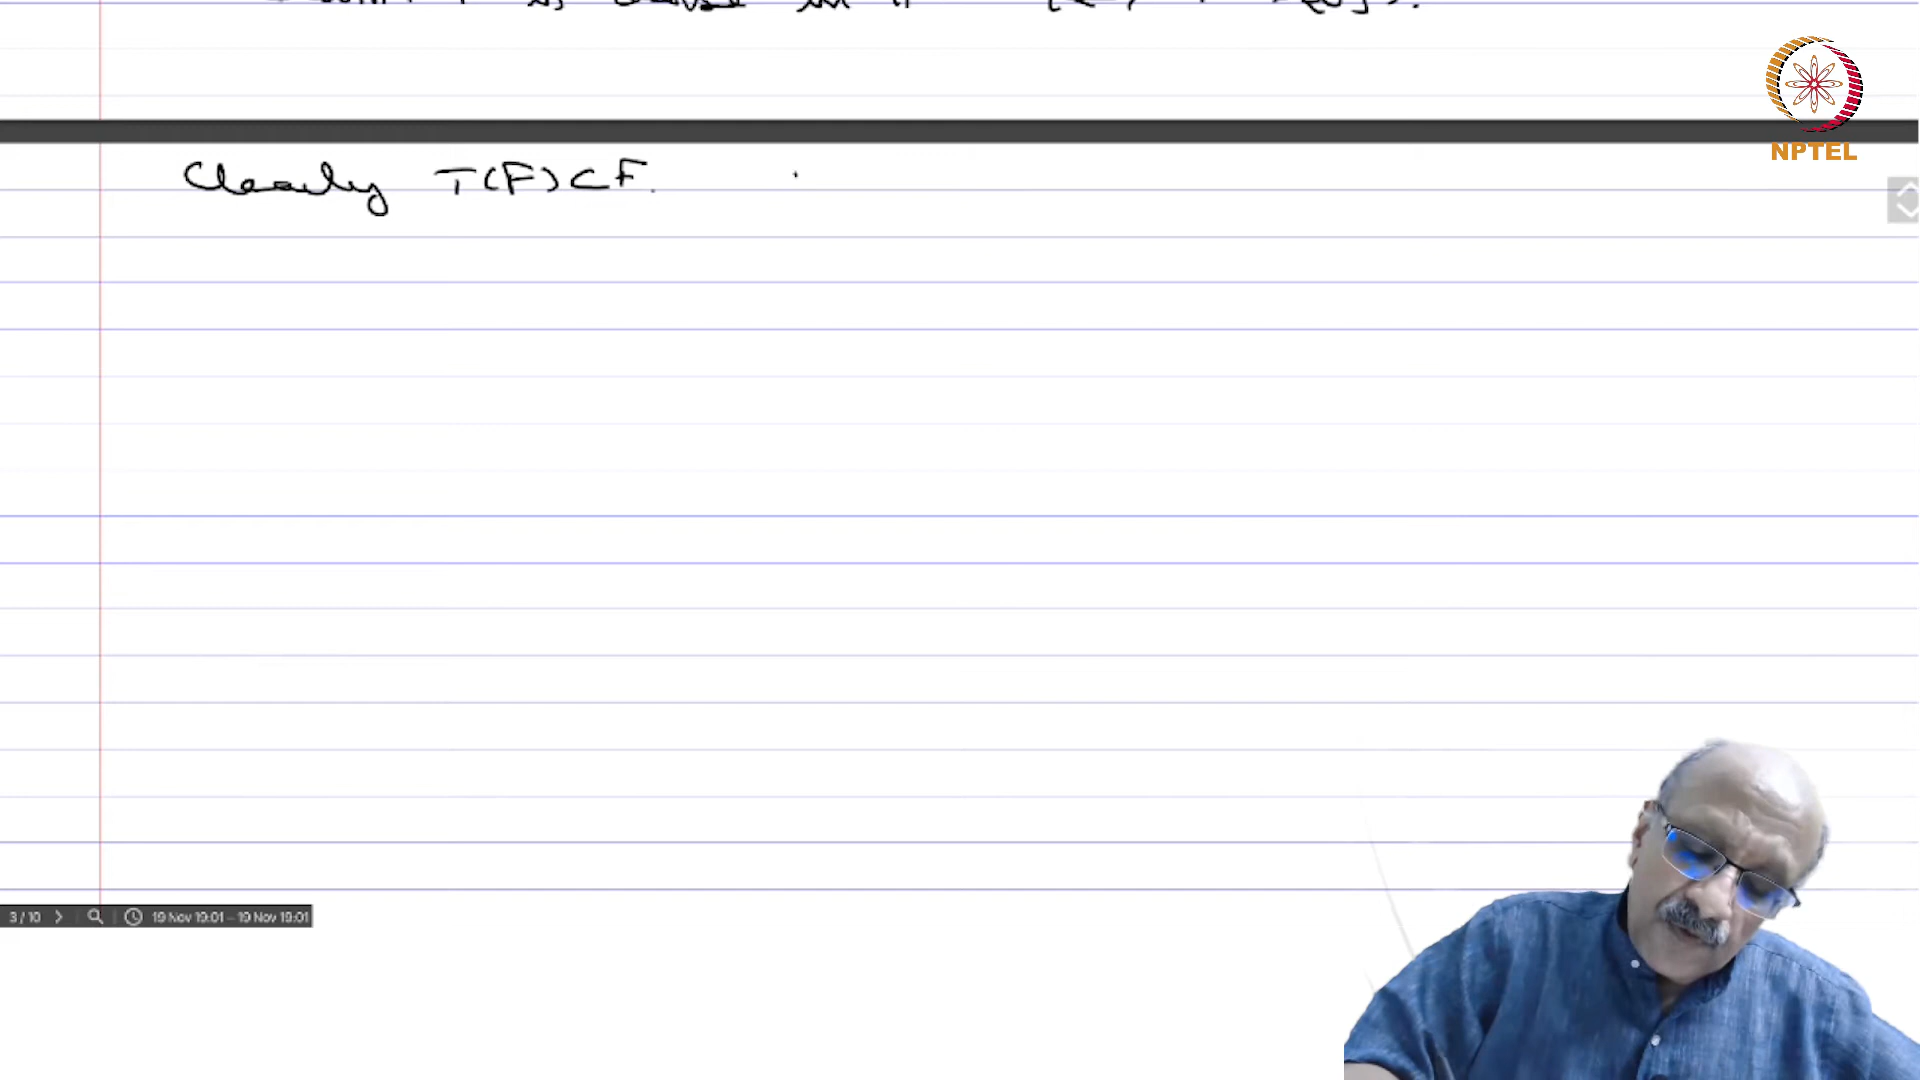 NPTEL
Clearly T(F)⊂F.
3 / 10
19 Nov 19:01 – 19 Nov 19:01